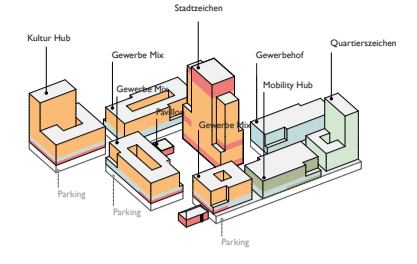 Stadtzeichen
Kultur Hub
Quartierszeichen
Gewerbe Mix
Gewerbehof
Gewerbe Mix
Mobility Hub
Pavillon
Gewerbe Mix
Parking
Parking
Parking